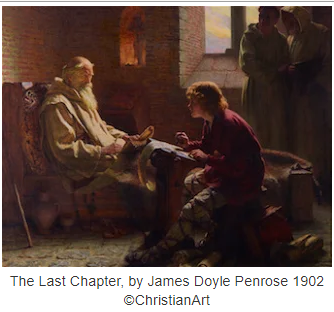 The Last Chapter, by James Doyle Penrose 1902
©ChristianArt